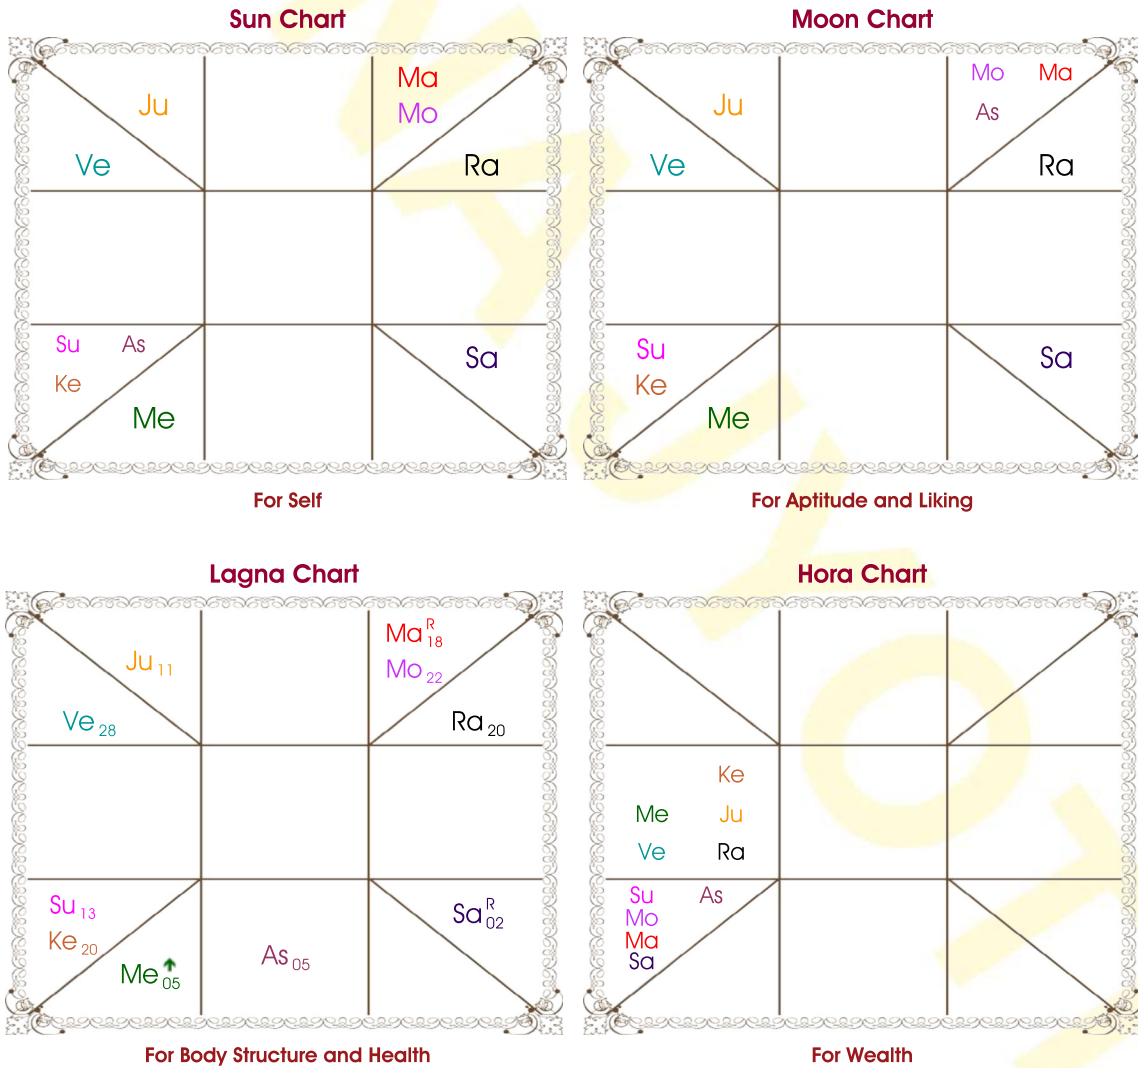 Sun Chart
Ju
Ve
Ma
Mo
Ra
Su As
Ke
Me
Sa
For Self
Moon Chart
Ju
Ve
Mo Ma
As
Ra
Su
Ke
Me
Sa
For Aptitude and Liking
Lagna Chart
Ju 11
Ve 28
Ma R 18
Mo 22
Ra 20
Su 13
Ke 20
Me 05
As 05
Sa R 02
For Body Structure and Health
Hora Chart
Ke
Me Ju
Ve Ra
Su As
Mo
Ma
Sa
For Wealth